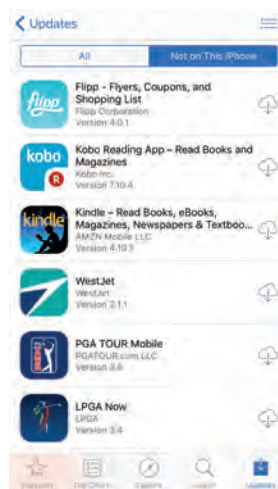 Updates
All
Not on This iPhone
flipp
Flipp - Flyers, Coupons, and
Shopping List
Flipp Corporation
Version 4.0.1
kobo
R
Kobo Reading App – Read Books and
Magazines
Kobo Inc.
Version 7.10.4
kindle
Kindle – Read Books, eBooks,
Magazines, Newspapers & Textboo...
AMZN Mobile LLC
Version 4.19.1
WestJet
WestJet
Version 2.1.1
PGA TOUR Mobile
PGATOUR.com LLC
Version 3.6
LPGA Now
LPGA
Version 3.4
Updates